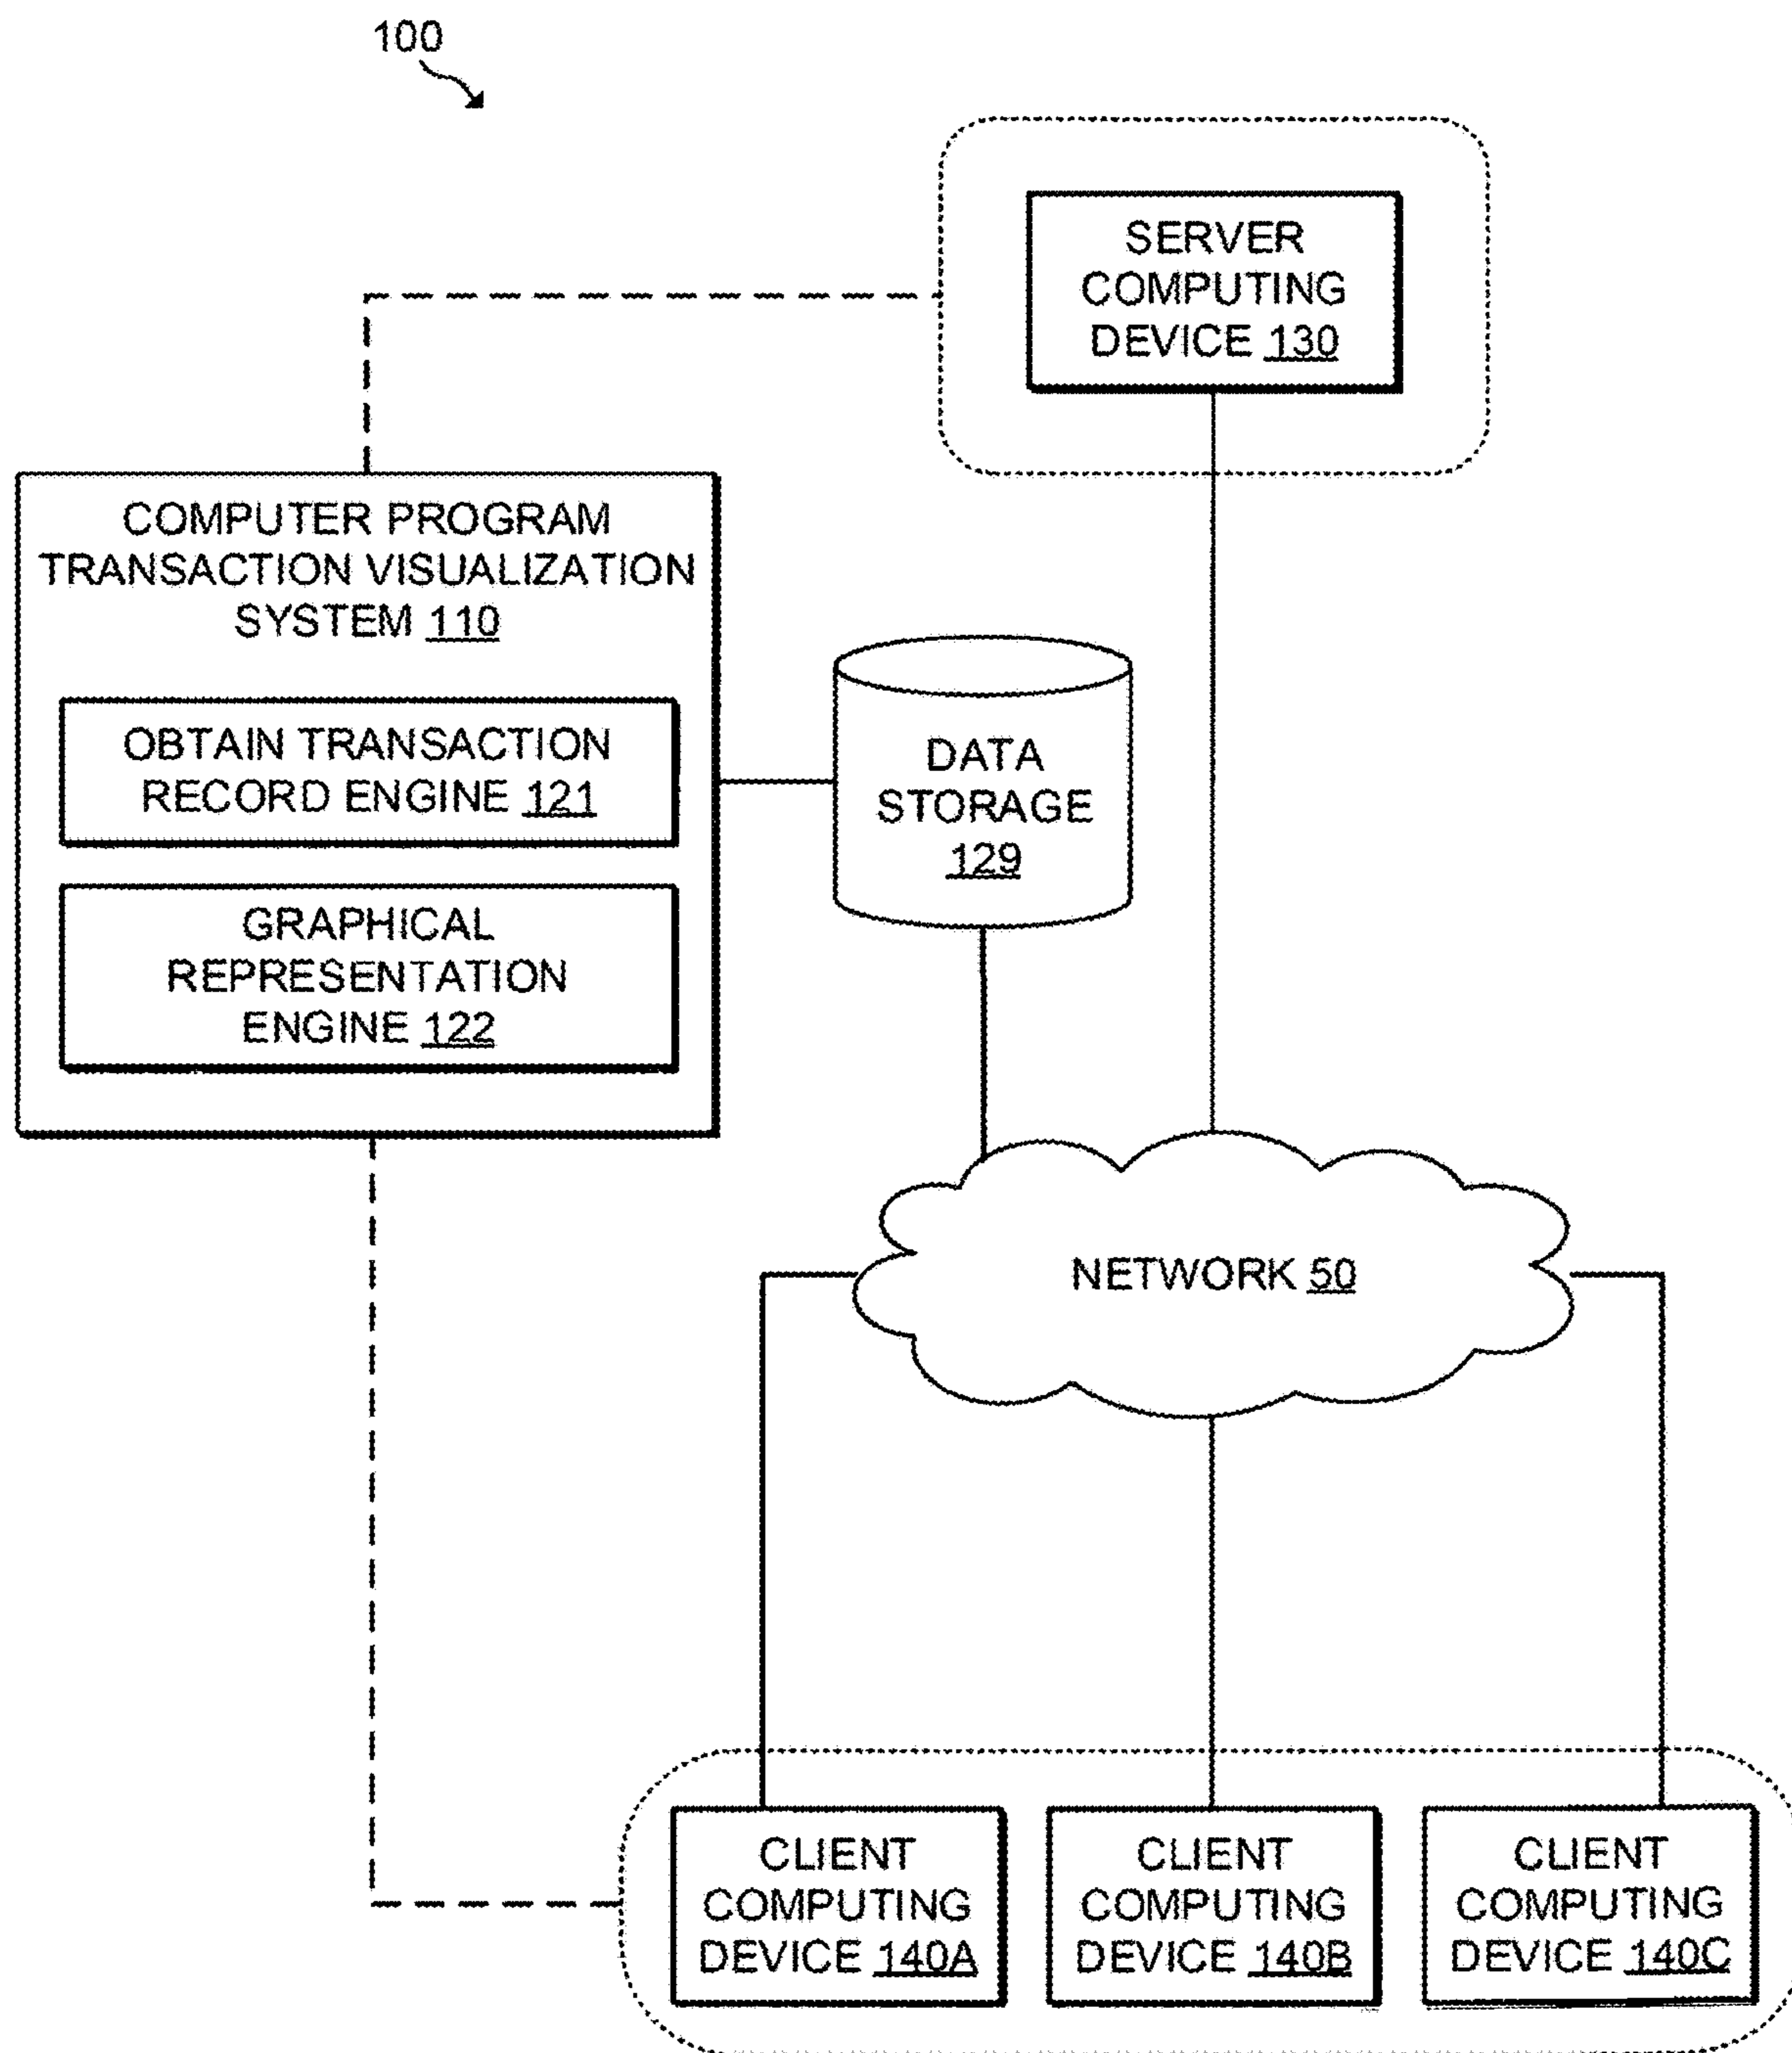 100
SERVER
COMPUTING
DEVICE 130
COMPUTER PROGRAM
TRANSACTION VISUALIZATION
SYSTEM 110
OBTAIN TRANSACTION
RECORD ENGINE 121
GRAPHICAL
REPRESENTATION
ENGINE 122
DATA
STORAGE
129
NETWORK 50
CLIENT
COMPUTING
DEVICE 140A
CLIENT
COMPUTING
DEVICE 140B
CLIENT
COMPUTING
DEVICE 140C